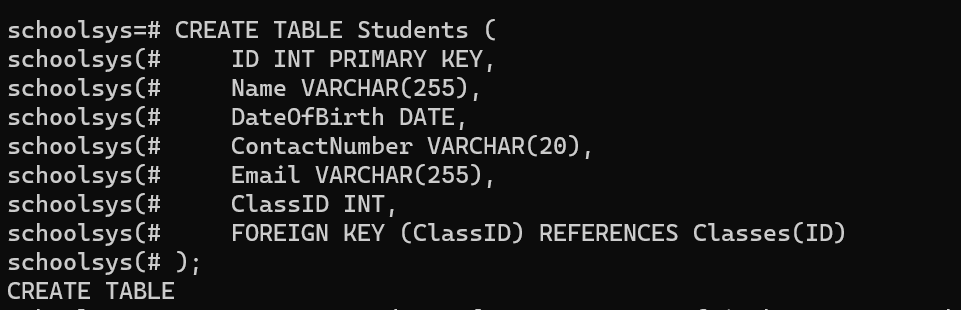 schoolsys=# CREATE TABLE Students (
schoolsys(#     ID INT PRIMARY KEY,
schoolsys(#     Name VARCHAR(255),
schoolsys(#     DateOfBirth DATE,
schoolsys(#     ContactNumber VARCHAR(20),
schoolsys(#     Email VARCHAR(255),
schoolsys(#     ClassID INT,
schoolsys(#     FOREIGN KEY (ClassID) REFERENCES Classes(ID)
schoolsys(# );
CREATE TABLE